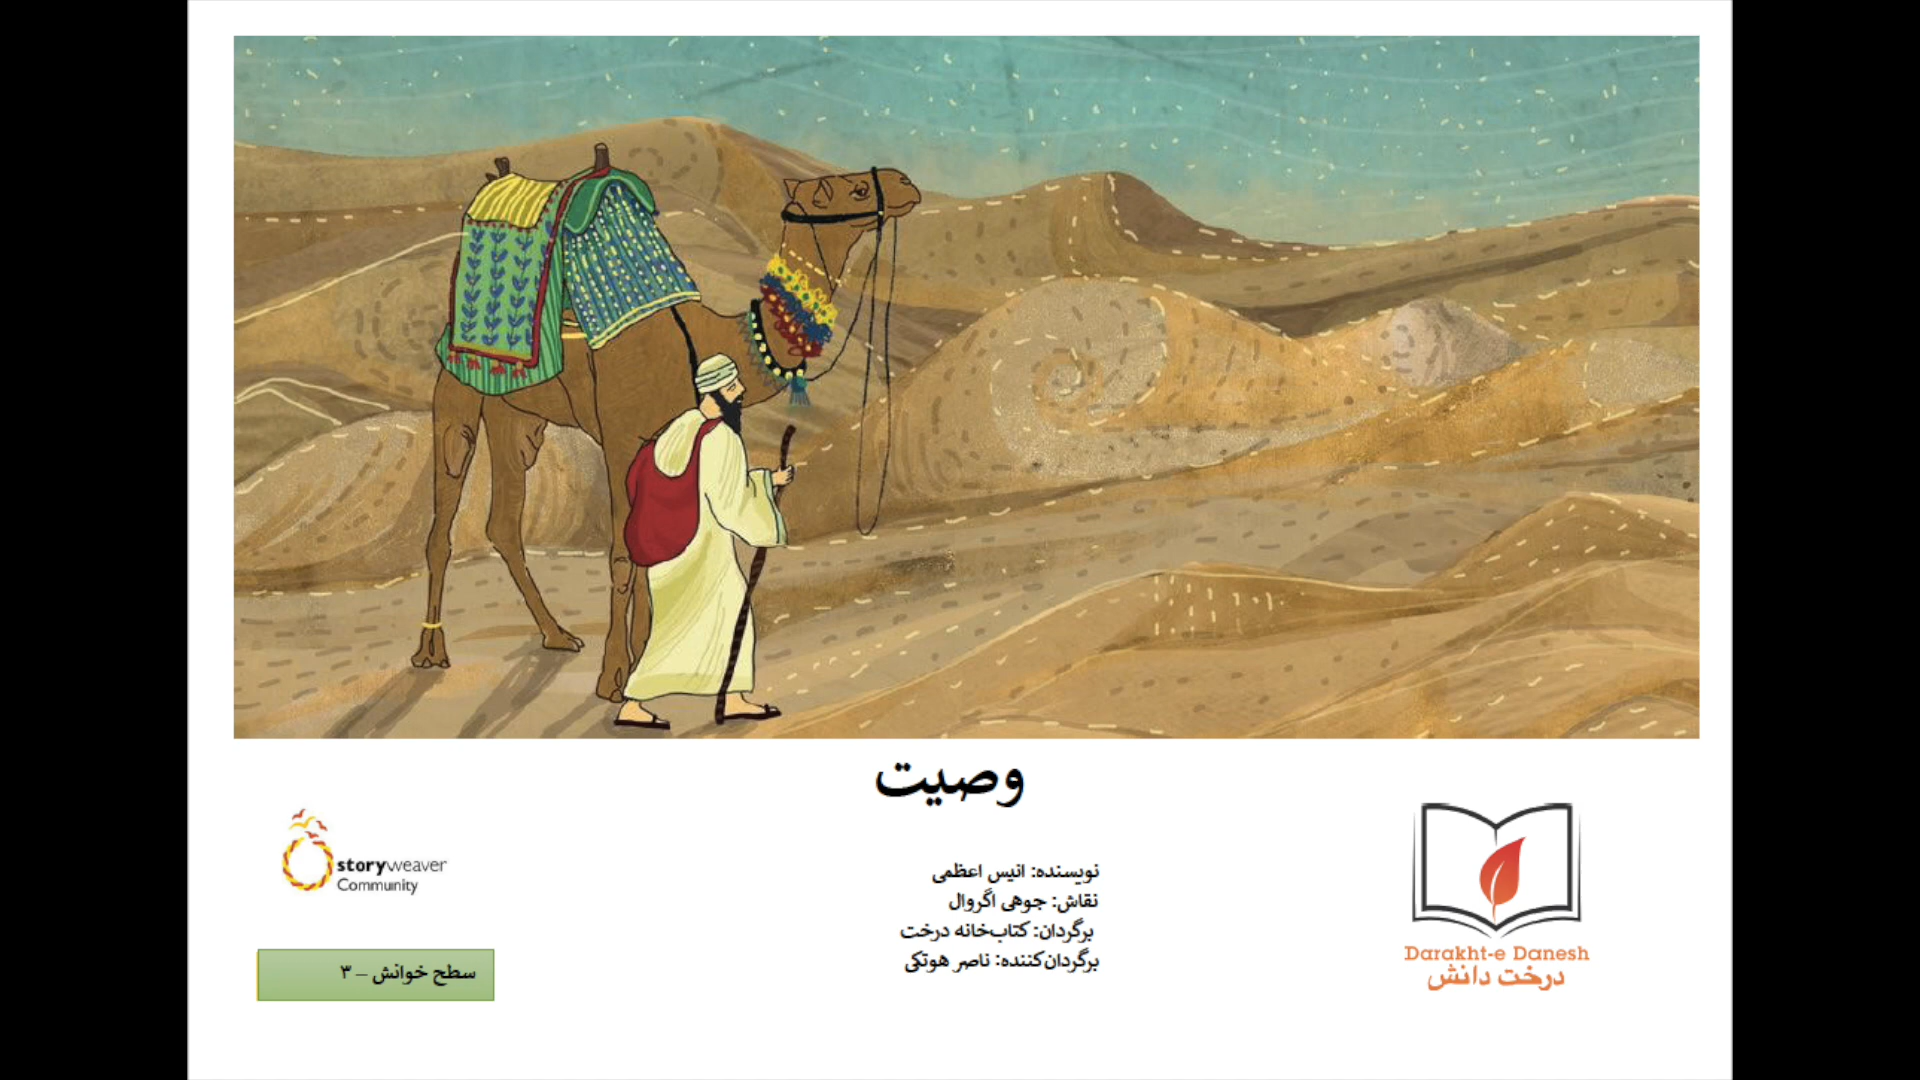 وصیت
storyweaver
Community
نویسنده: انیس اعظمی
نقاش: جوهی اگروال
برگردان: کتاب‌خانه درخت
برگردان‌کننده: ناصر هوتکی
سطح خوانش – ۳
Darakht-e Danesh
درخت دانش